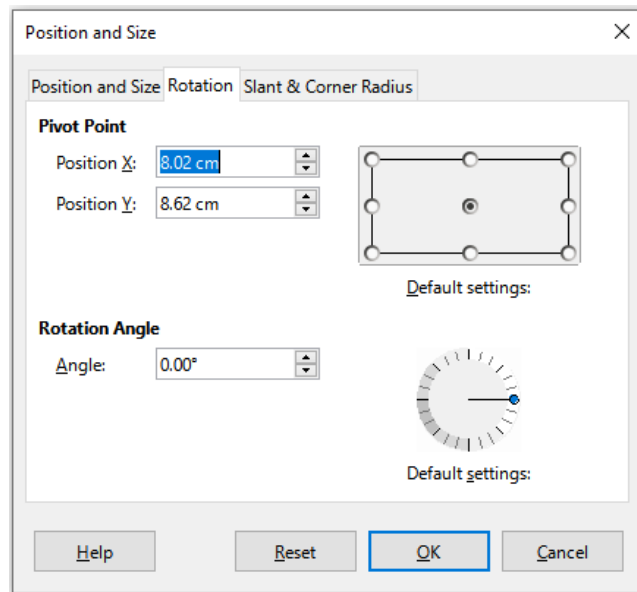 Position and Size
Position and Size Rotation Slant & Corner Radius
Pivot Point
Position X: 8.02 cm
Position Y: 8.62 cm
Default settings:
Rotation Angle
Angle: 0.00°
Default settings:
Help Reset OK Cancel